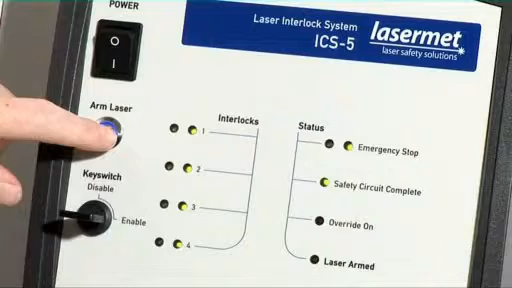 POWER
O
I
Laser Interlock System
ICS-5
lasermet
laser safety solutions
Arm Laser
Keyswitch
Disable
Enable
Interlocks
1
2
3
4
Status
Emergency Stop
Safety Circuit Complete
Override On
Laser Armed